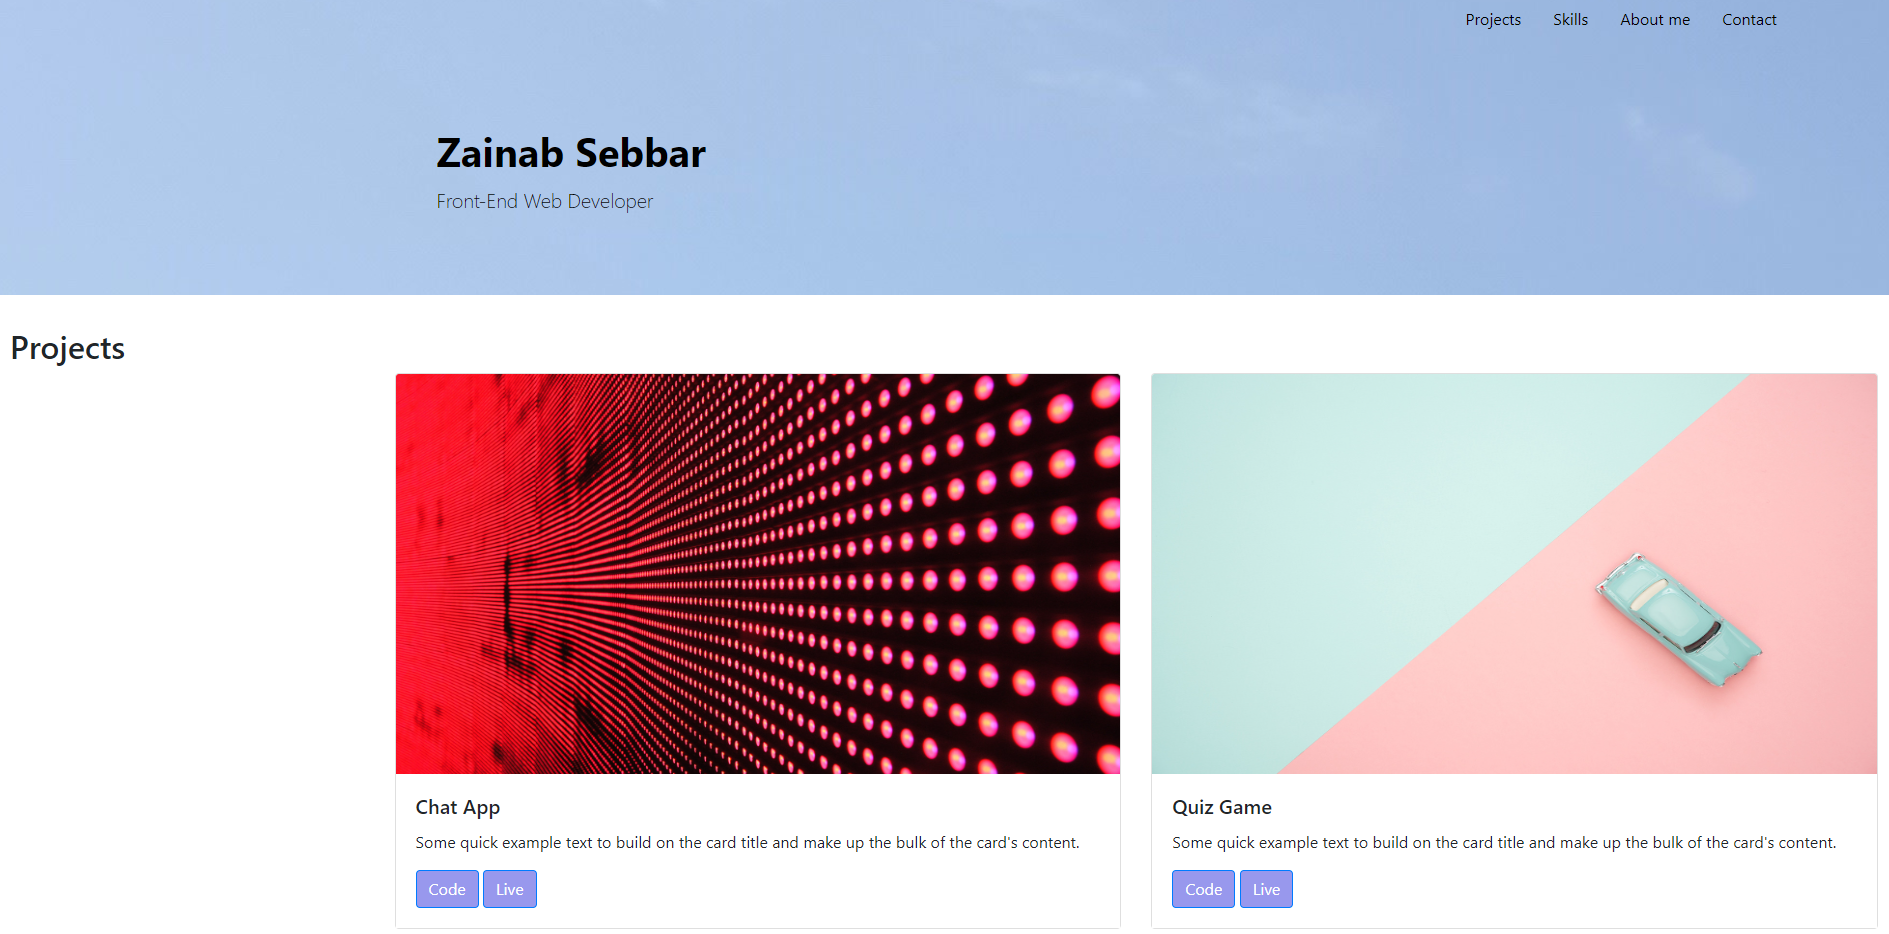 Projects Skills About me Contact
Zainab Sebbar
Front-End Web Developer
Projects
Chat App
Some quick example text to build on the card title and make up the bulk of the card's content.
Code Live
Quiz Game
Some quick example text to build on the card title and make up the bulk of the card's content.
Code Live